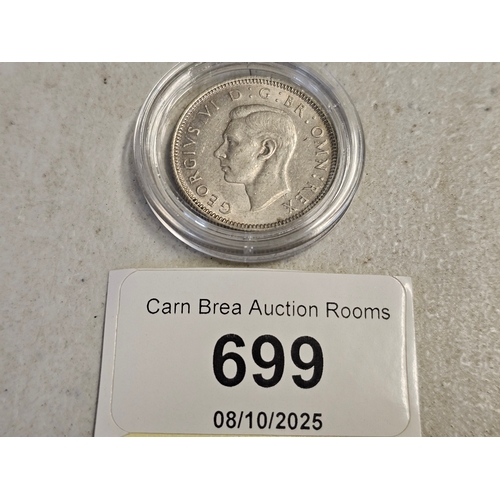 GEORGIVS VI D : G : BR : OMN : REX
Carn Brea Auction Rooms
699
08/10/2025